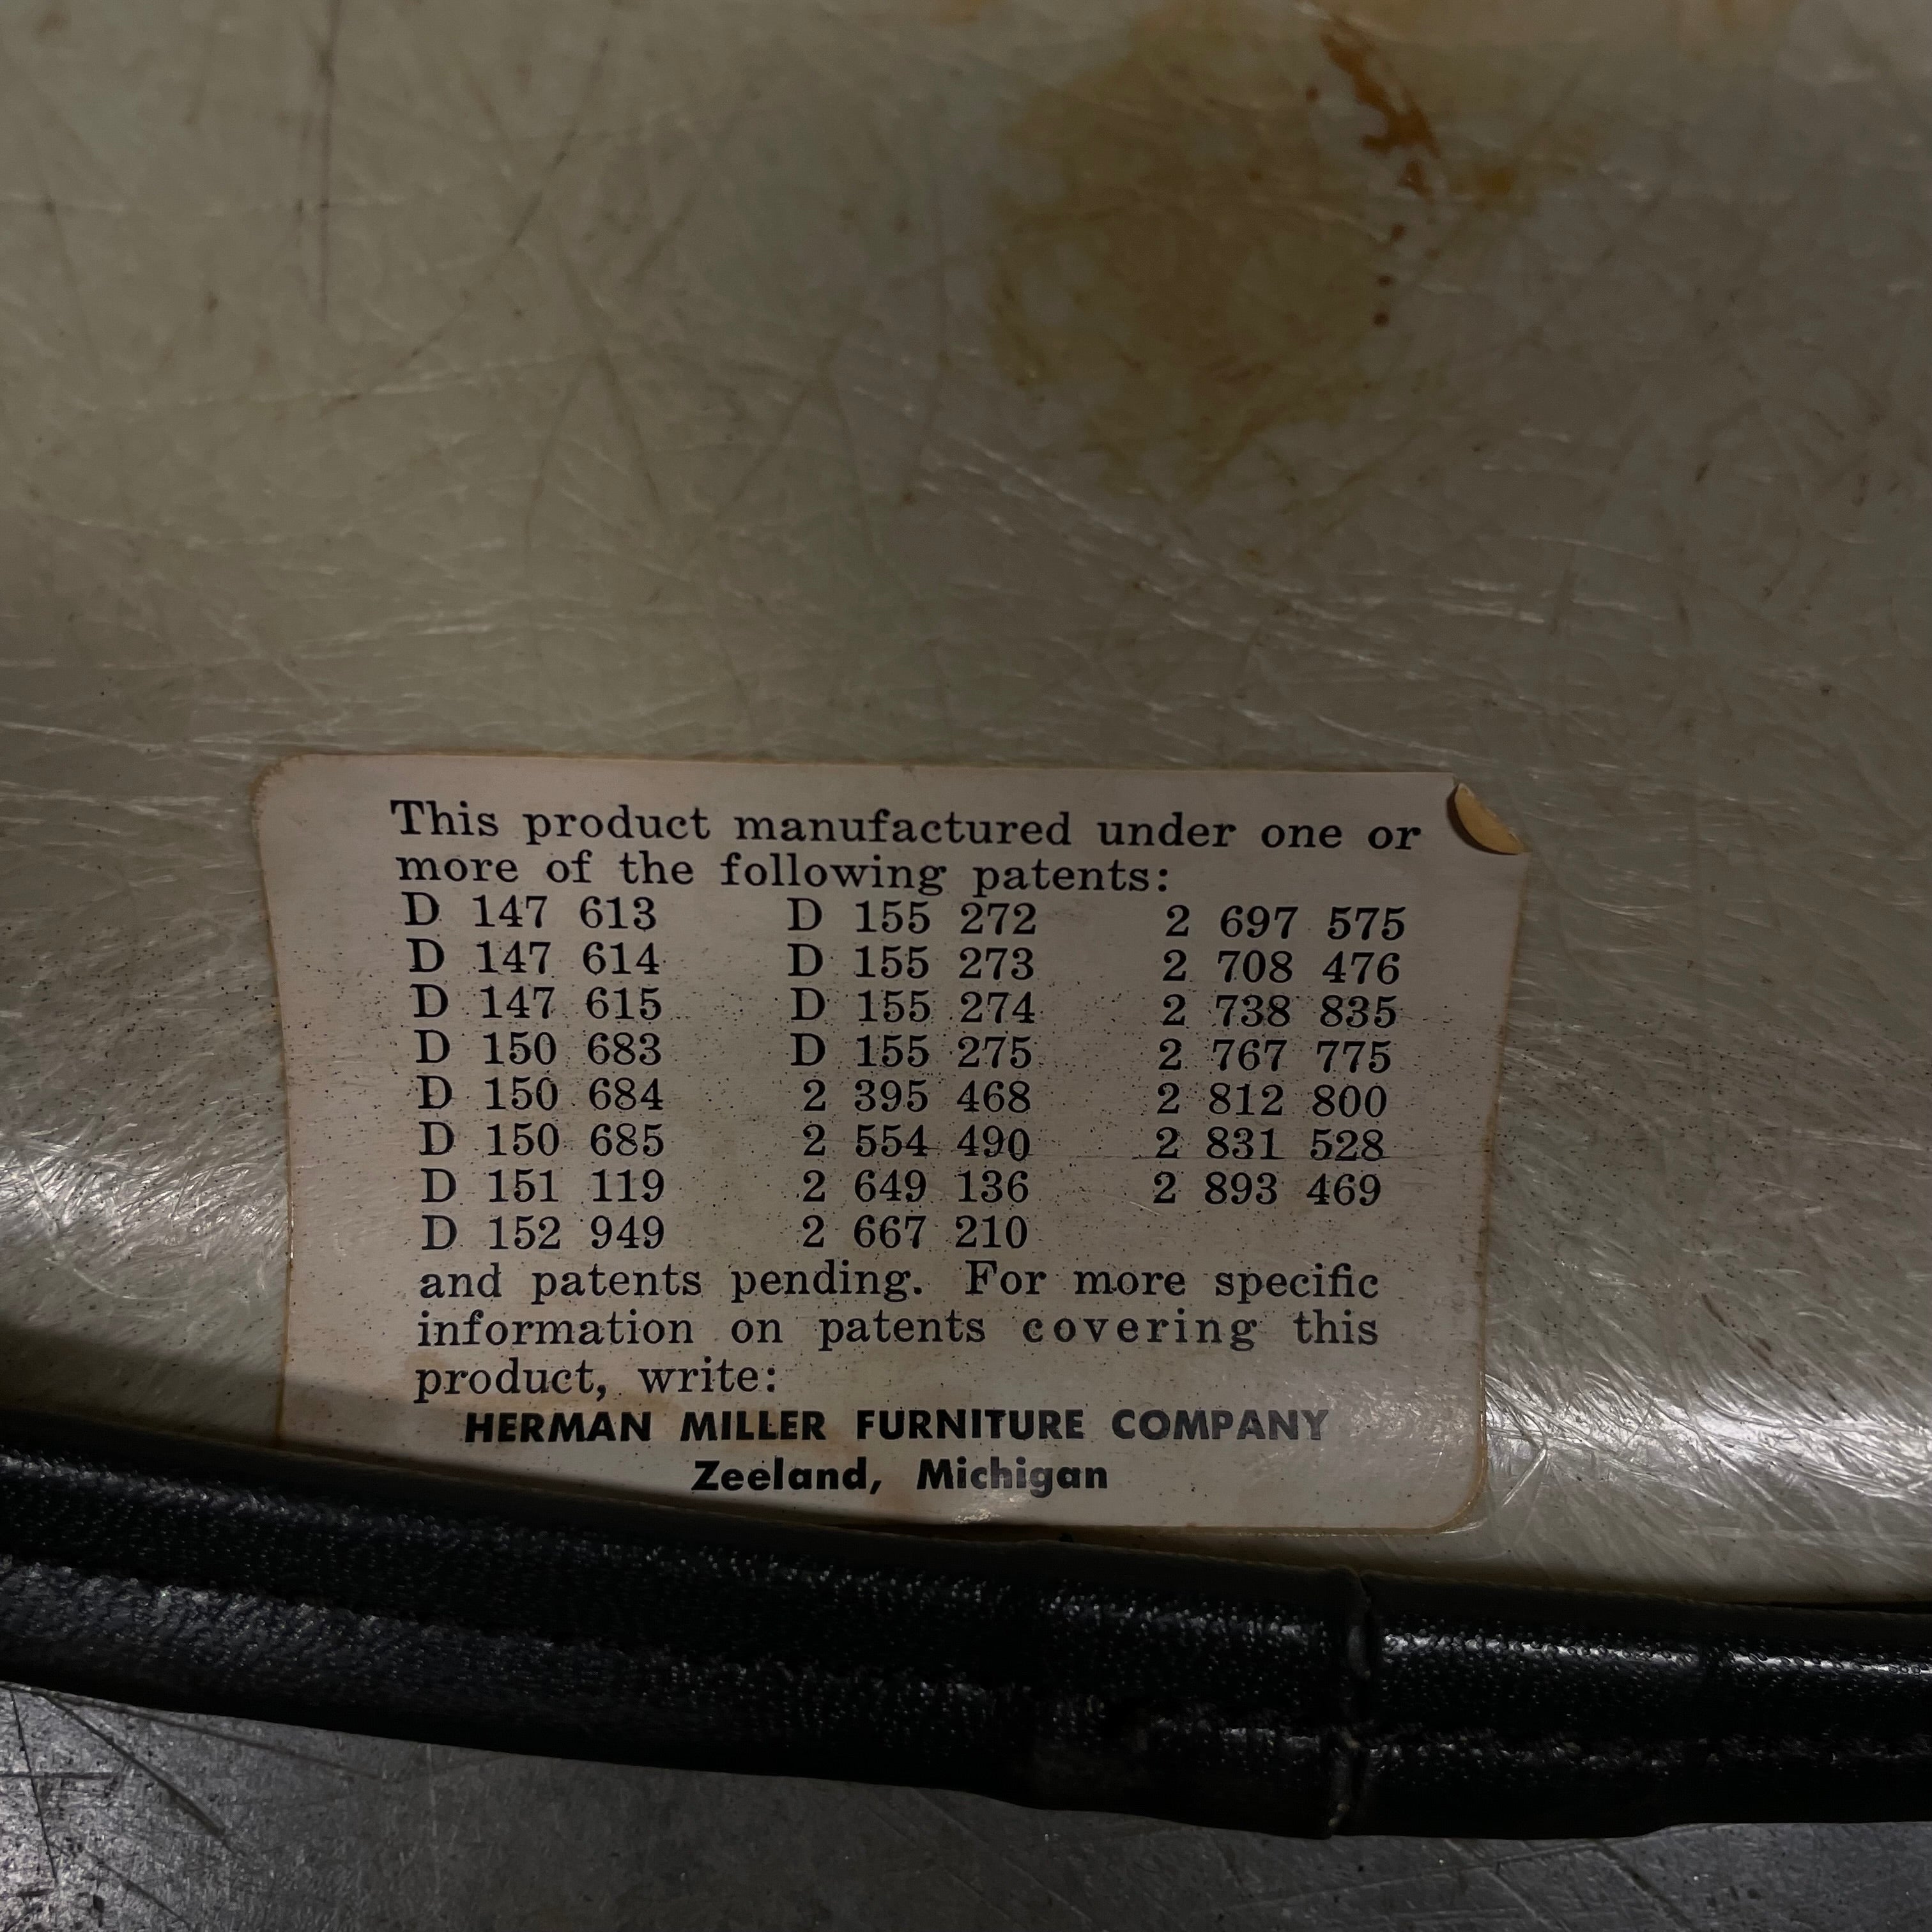 This product manufactured under one or
more of the following patents:
D 147 613 D 155 272 2 697 575
D 147 614 D 155 273 2 708 476
D 147 615 D 155 274 2 738 835
D 150 683 D 155 275 2 767 775
D 150 684 2 395 468 2 812 800
D 150 685 2 554 490 2 831 528
D 151 119 2 649 136 2 893 469
D 152 949 2 667 210
and patents pending. For more specific
information on patents covering this
product, write:
HERMAN MILLER FURNITURE COMPANY
Zeeland, Michigan